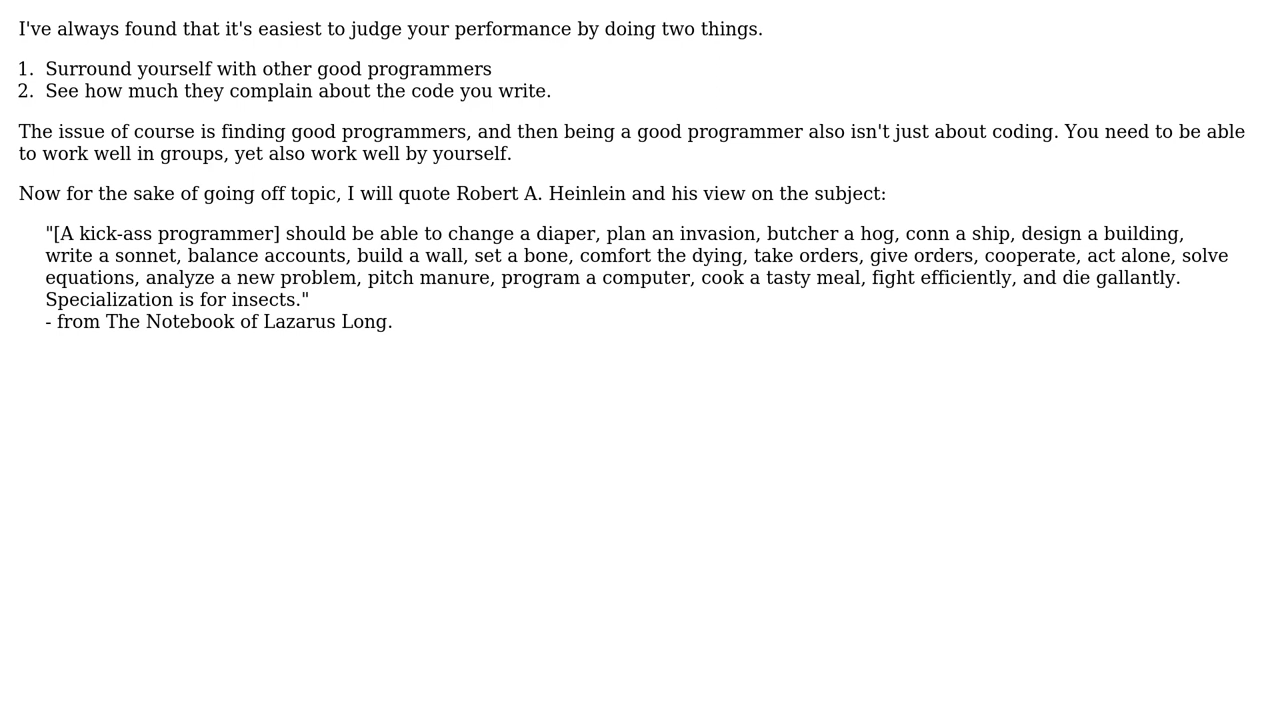 I've always found that it's easiest to judge your performance by doing two things.
1. Surround yourself with other good programmers
2. See how much they complain about the code you write.
The issue of course is finding good programmers, and then being a good programmer also isn't just about coding. You need to be able
to work well in groups, yet also work well by yourself.
Now for the sake of going off topic, I will quote Robert A. Heinlein and his view on the subject:
"[A kick-ass programmer] should be able to change a diaper, plan an invasion, butcher a hog, conn a ship, design a building,
write a sonnet, balance accounts, build a wall, set a bone, comfort the dying, take orders, give orders, cooperate, act alone, solve
equations, analyze a new problem, pitch manure, program a computer, cook a tasty meal, fight efficiently, and die gallantly.
Specialization is for insects."
- from The Notebook of Lazarus Long.